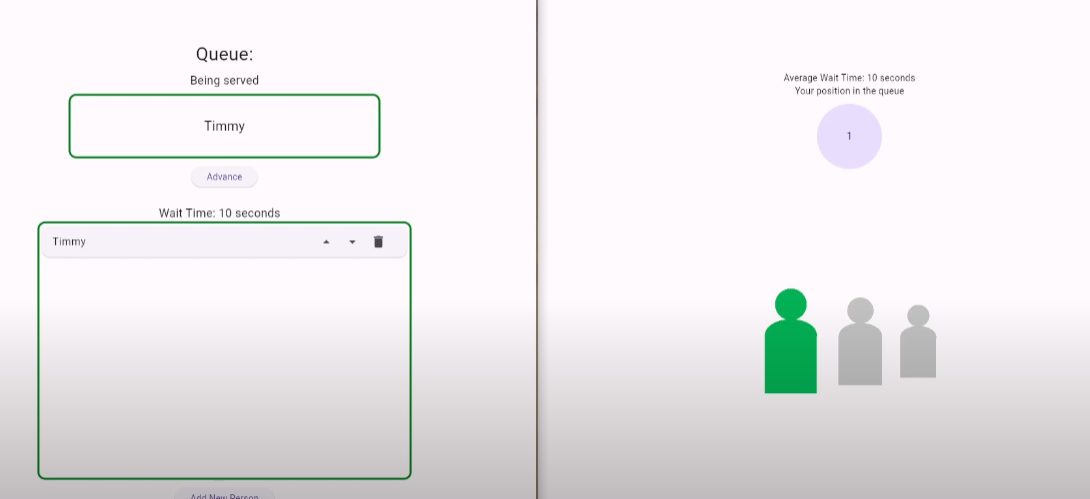 Queue:
Being served
Timmy
Advance
Wait Time: 10 seconds
Timmy
Add New Person
Average Wait Time: 10 seconds
Your position in the queue
1